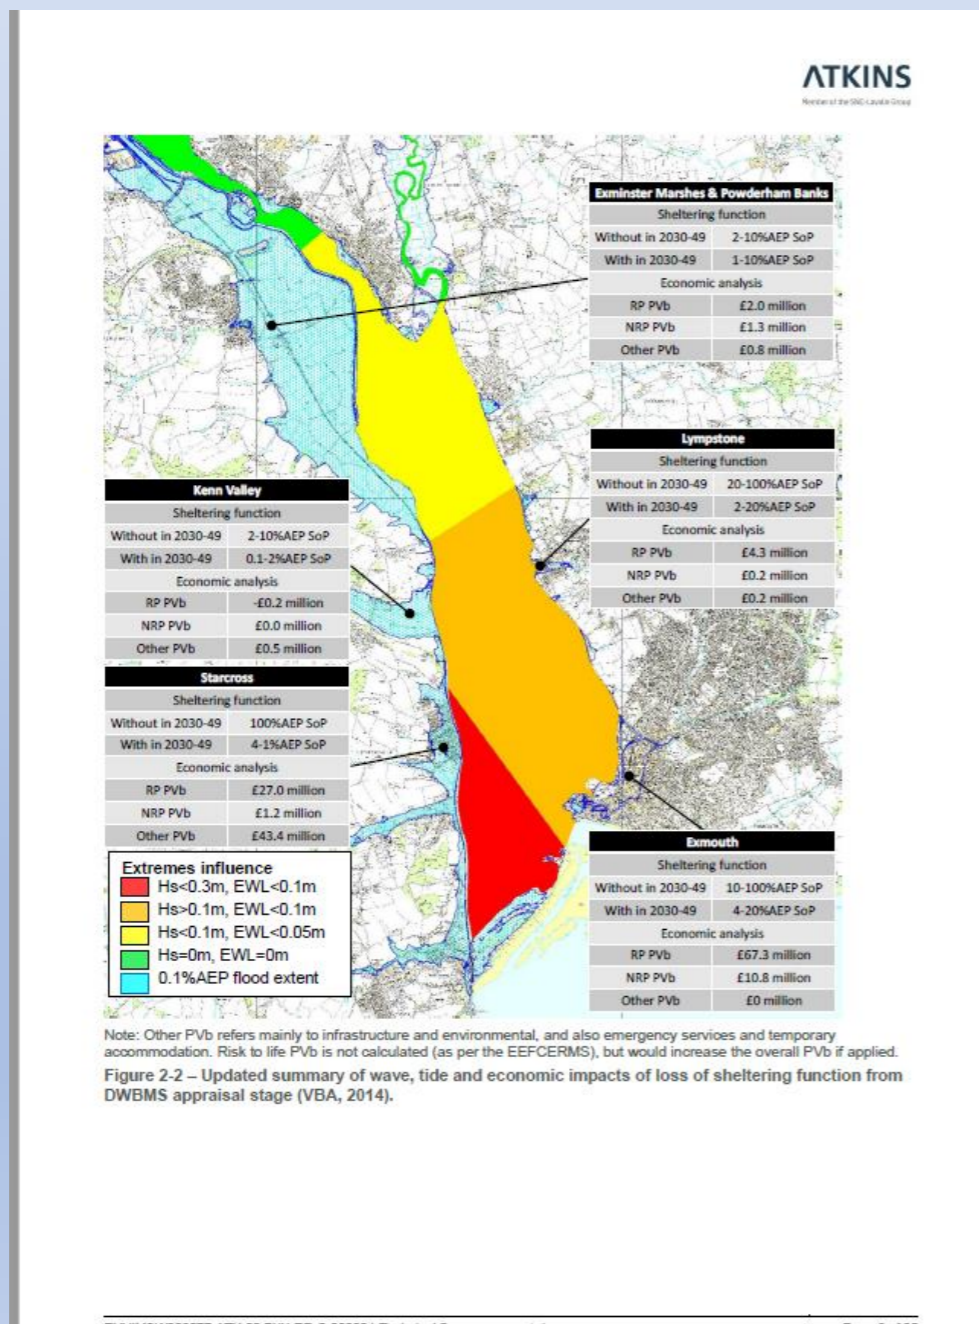 ATKINS
Member of the SNC-Lavalin Group
Exminster Marshes & Powderham Banks
Sheltering function
Without in 2030-49 2-10%AEP SoP
With in 2030-49 1-10%AEP SoP
Economic analysis
RP PVb £2.0 million
NRP PVb £1.3 million
Other PVb £0.8 million
Lympstone
Sheltering function
Without in 2030-49 20-100%AEP SoP
With in 2030-49 2-20%AEP SoP
Economic analysis
RP PVb £4.3 million
NRP PVb £0.2 million
Other PVb £0.2 million
Kenn Valley
Sheltering function
Without in 2030-49 2-10%AEP SoP
With in 2030-49 0.1-2%AEP SoP
Economic analysis
RP PVb -£0.2 million
NRP PVb £0.0 million
Other PVb £0.5 million
Starcross
Sheltering function
Without in 2030-49 100%AEP SoP
With in 2030-49 4-1%AEP SoP
Economic analysis
RP PVb £27.0 million
NRP PVb £1.2 million
Other PVb £43.4 million
Exmouth
Sheltering function
Without in 2030-49 10-100%AEP SoP
With in 2030-49 4-20%AEP SoP
Economic analysis
RP PVb £67.3 million
NRP PVb £10.8 million
Other PVb £0 million
Extremes influence
Hs<0.3m, EWL<0.1m
Hs>0.1m, EWL<0.1m
Hs<0.1m, EWL<0.05m
Hs=0m, EWL=0m
0.1%AEP flood extent
Note: Other PVb refers mainly to infrastructure and environmental, and also emergency services and temporary
accommodation. Risk to life PVb is not calculated (as per the EEFCERMS), but would increase the overall PVb if applied.
Figure 2-2 – Updated summary of wave, tide and economic impacts of loss of sheltering function from
DWBMS appraisal stage (VBA, 2014).